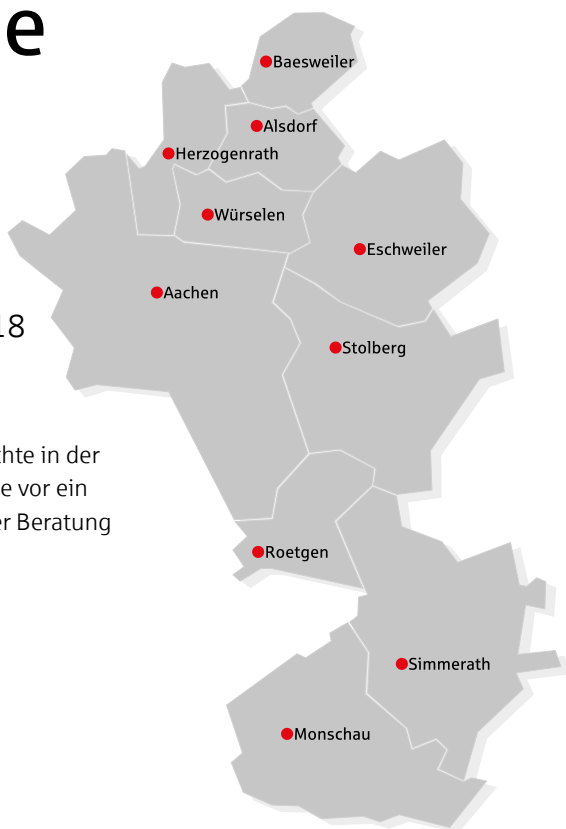 e
Baesweiler
Alsdorf
Herzogenrath
Würselen
Eschweiler
Aachen
18
Stolberg
hte in der
e vor ein
er Beratung
Roetgen
Simmerath
Monschau